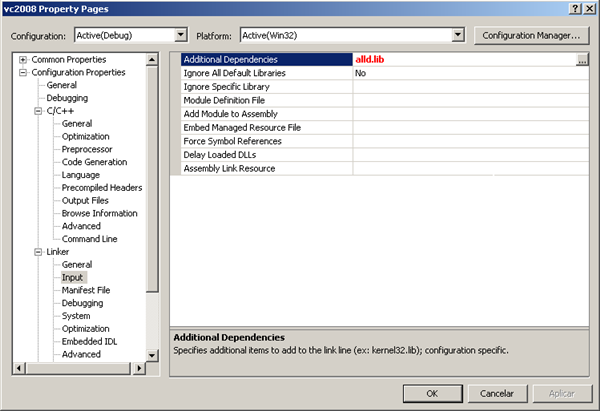 vc2008 Property Pages
Configuration: Active(Debug) Platform: Active(Win32) Configuration Manager...
Common Properties
Configuration Properties
General
Debugging
C/C++
General
Optimization
Preprocessor
Code Generation
Language
Precompiled Headers
Output Files
Browse Information
Advanced
Command Line
Linker
General
Input
Manifest File
Debugging
System
Optimization
Embedded IDL
Advanced
Additional Dependencies alld.lib ...
Ignore All Default Libraries No
Ignore Specific Library
Module Definition File
Add Module to Assembly
Embed Managed Resource File
Force Symbol References
Delay Loaded DLLs
Assembly Link Resource
Additional Dependencies
Specifies additional items to add to the link line (ex: kernel32.lib); configuration specific.
OK Cancelar Aplicar